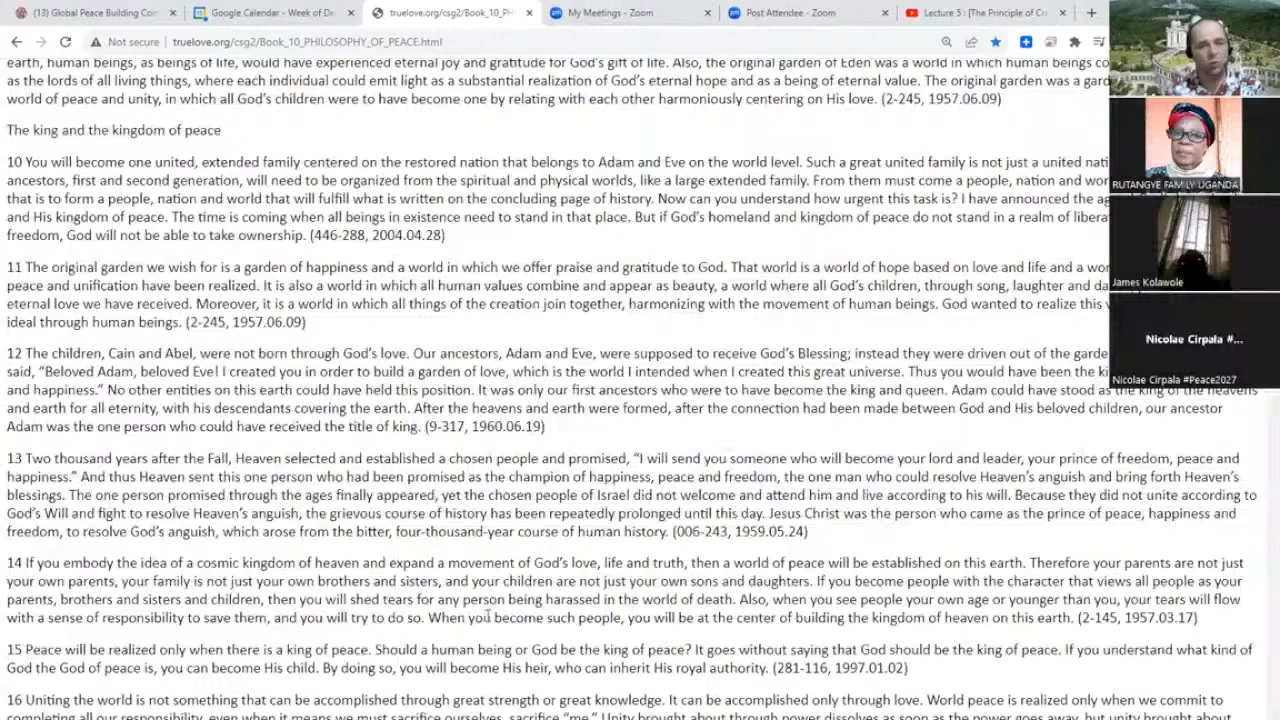 (13) Global Peace Building Com
Google Calendar - Week of De
truelove.org/csg2/Book_10_PH
My Meetings - Zoom
Post Attendee - Zoom
Lecture 5 : [The Principle of Cr
Not secure
truelove.org/csg2/Book_10_PHILOSOPHY_OF_PEACE.html
earth, human beings, as beings of life, would have experienced eternal joy and gratitude for God's gift of life. Also, the original garden of Eden was a world in which human beings co
as the lords of all living things, where each individual could emit light as a substantial realization of God's eternal hope and as a being of eternal value. The original garden was a gard
world of peace and unity, in which all God's children were to have become one by relating with each other harmoniously centering on His love. (2-245, 1957.06.09)
The king and the kingdom of peace
10 You will become one united, extended family centered on the restored nation that belongs to Adam and Eve on the world level. Such a great united family is not just a united nati
ancestors, first and second generation, will need to be organized from the spiritual and physical worlds, like a large extended family. From them must come a people, nation and wor
that is to form a people, nation and world that will fulfill what is written on the concluding page of history. Now can you understand how urgent this task is? I have announced the ag
and His kingdom of peace. The time is coming when all beings in existence need to stand in that place. But if God's homeland and kingdom of peace do not stand in a realm of libera
freedom, God will not be able to take ownership. (446-288, 2004.04.28)
11 The original garden we wish for is a garden of happiness and a world in which we offer praise and gratitude to God. That world is a world of hope based on love and life and a wor
peace and unification have been realized. It is also a world in which all human values combine and appear as beauty, a world where all God's children, through song, laughter and da
eternal love we have received. Moreover, it is a world in which all things of the creation join together, harmonizing with the movement of human beings. God wanted to realize this
ideal through human beings. (2-245, 1957.06.09)
12 The children, Cain and Abel, were not born through God's love. Our ancestors, Adam and Eve, were supposed to receive God's Blessing; instead they were driven out of the garde
said, "Beloved Adam, beloved Eve! I created you in order to build a garden of love, which is the world I intended when I created this great universe. Thus you would have been the ki
and happiness." No other entities on this earth could have held this position. I was only our first ancestors who were to have become the king and queen. Adam could have stood as the king of the heavens
and earth for all eternity, with his descendants covering the earth. After the heavens and earth were formed, after the connection had been made between God and His beloved children, our ancestor
Adam was the one person who could have received the title of king. (9-317, 1960.06.19)
13 Two thousand years after the Fall, Heaven selected and established a chosen people and promised, "I will send you someone who will become your lord and leader, your prince of freedom, peace and
happiness." And thus Heaven sent this one person who had been promised as the champion of happiness, peace and freedom, the one man who could resolve Heaven's anguish and bring forth Heaven's
blessings. The one person promised through the ages finally appeared, yet the chosen people of Israel did not welcome and attend him and live according to his will. Because they did not unite according to
God's Will and fight to resolve Heaven's anguish, the grievous course of history has been repeatedly prolonged until this day. Jesus Christ was the person who came as the prince of peace, happiness and
freedom, to resolve God's anguish, which arose from the bitter, four-thousand-year course of human history. (006-243, 1959.05.24)
14 If you embody the idea of a cosmic kingdom of heaven and expand a movement of God's love, life and truth, then a world of peace will be established on this earth. Therefore your parents are not just
your own parents, your family is not just your own brothers and sisters, and your children are not just your own sons and daughters. If you become people with the character that views all people as your
parents, brothers and sisters and children, then you will shed tears for any person being harassed in the world of death. Also, when you see people your own age or younger than you, your tears will flow
with a sense of responsibility to save them, and you will try to do so. When you become such people, you will be at the center of building the kingdom of heaven on this earth. (2-145, 1957.03.17)
15 Peace will be realized only when there is a king of peace. Should a human being or God be the king of peace? It goes without saying that God should be the king of peace. If you understand what kind of
God the God of peace is, you can become His child. By doing so, you will become His heir, who can inherit His royal authority. (281-116, 1997.01.02)
16 Uniting the world is not something that can be accomplished through great strength or great knowledge. It can be accomplished only through love. World peace is realized only when we commit to
completing all our responsibility, even when it means we must sacrifice ourselves, sacrifice "me." Unity brought about through power dissolves as soon as the power goes away, but unity brought about
RUTANGYE FAMILY UGANDA
James Kolawole
Nicolae Cirpala #...
Nicolae Cirpala #Peace2027